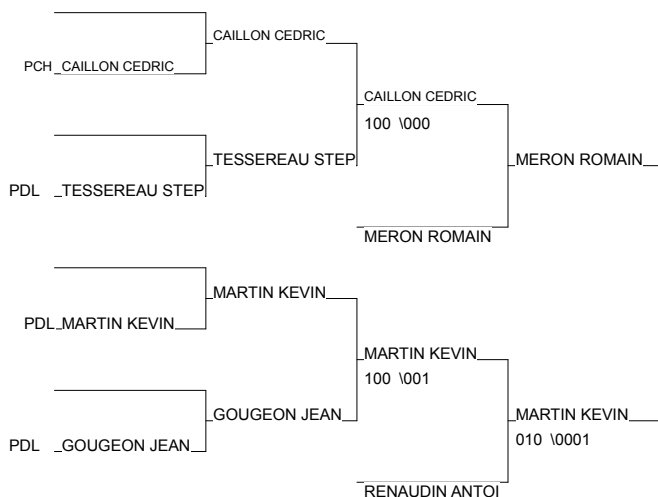 CAILLON CEDRIC
PCH CAILLON CEDRIC
CAILLON CEDRIC
100 \000
TESSEREAU STEP
MERON ROMAIN
PDL TESSEREAU STEP
MERON ROMAIN
MARTIN KEVIN
PDL MARTIN KEVIN
MARTIN KEVIN
100 \001
GOUGEON JEAN
MARTIN KEVIN
010 \0001
PDL GOUGEON JEAN
RENAUDIN ANTOI